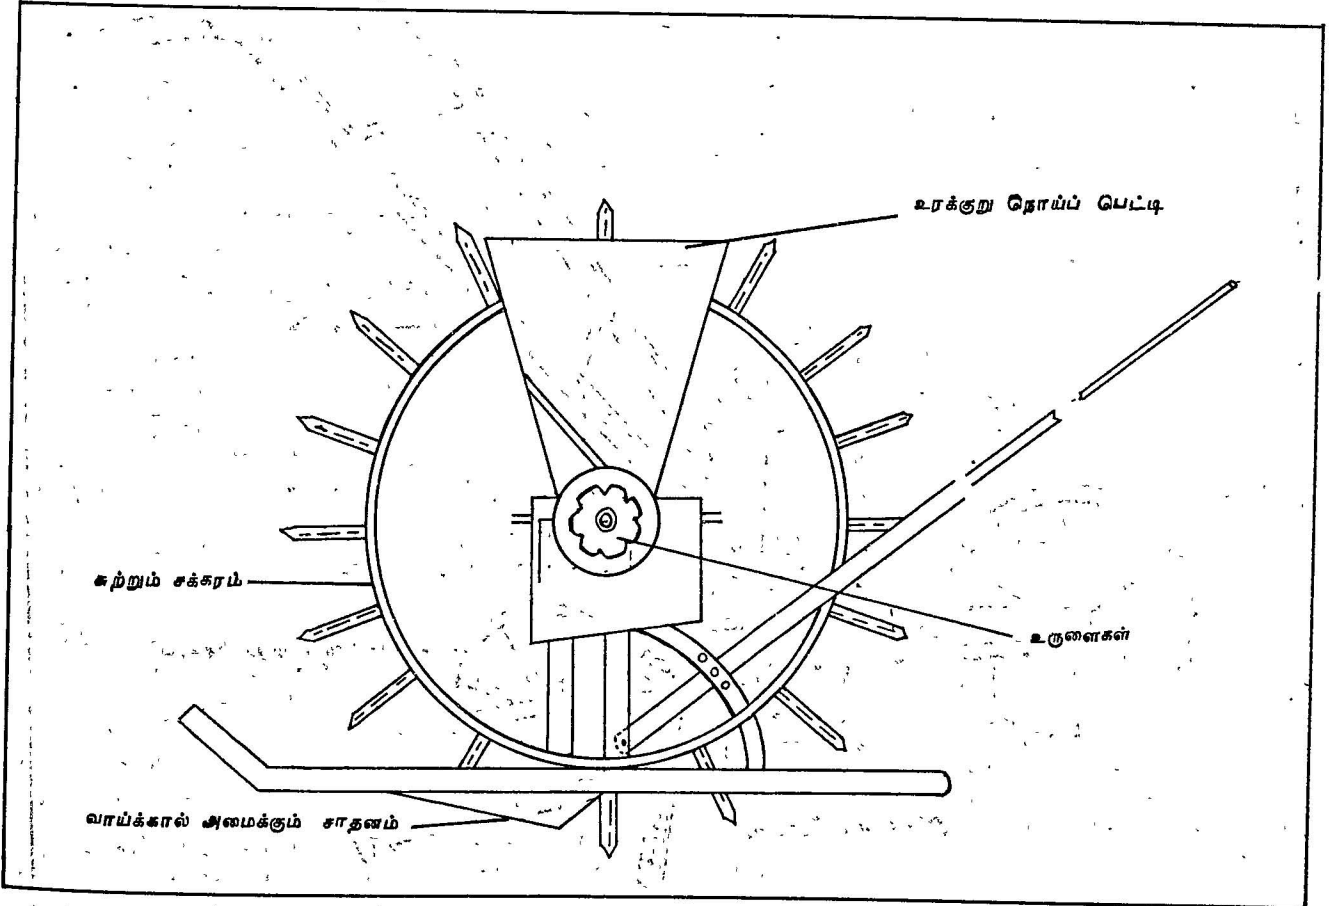 உரக்குறு நொய்ப் பெட்டி
சுற்றும் சக்கரம்
உருளைகள்
வாய்க்கால் அமைக்கும் சாதனம்